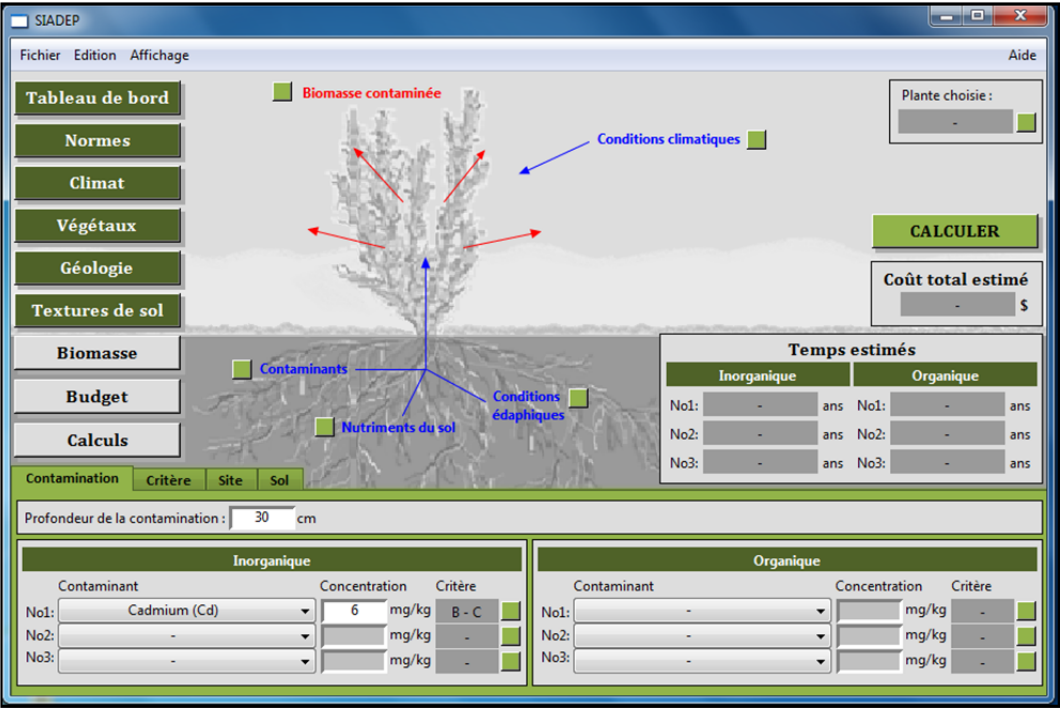 SIADEP
Fichier Edition Affichage Aide
Tableau de bord
Normes
Climat
Végétaux
Géologie
Textures de sol
Biomasse
Budget
Calculs
Biomasse contaminée
Conditions climatiques
Contaminants
Nutriments du sol
Conditions
édaphiques
Plante choisie :
-
CALCULER
Coût total estimé
- $
Temps estimés
Inorganique Organique
No1: - ans No1: - ans
No2: - ans No2: - ans
No3: - ans No3: - ans
Contamination Critère Site Sol
Profondeur de la contamination : 30 cm
Inorganique
Contaminant Concentration Critère
No1: Cadmium (Cd) 6 mg/kg B - C
No2: - mg/kg -
No3: - mg/kg -
Organique
Contaminant Concentration Critère
No1: - mg/kg -
No2: - mg/kg -
No3: - mg/kg -